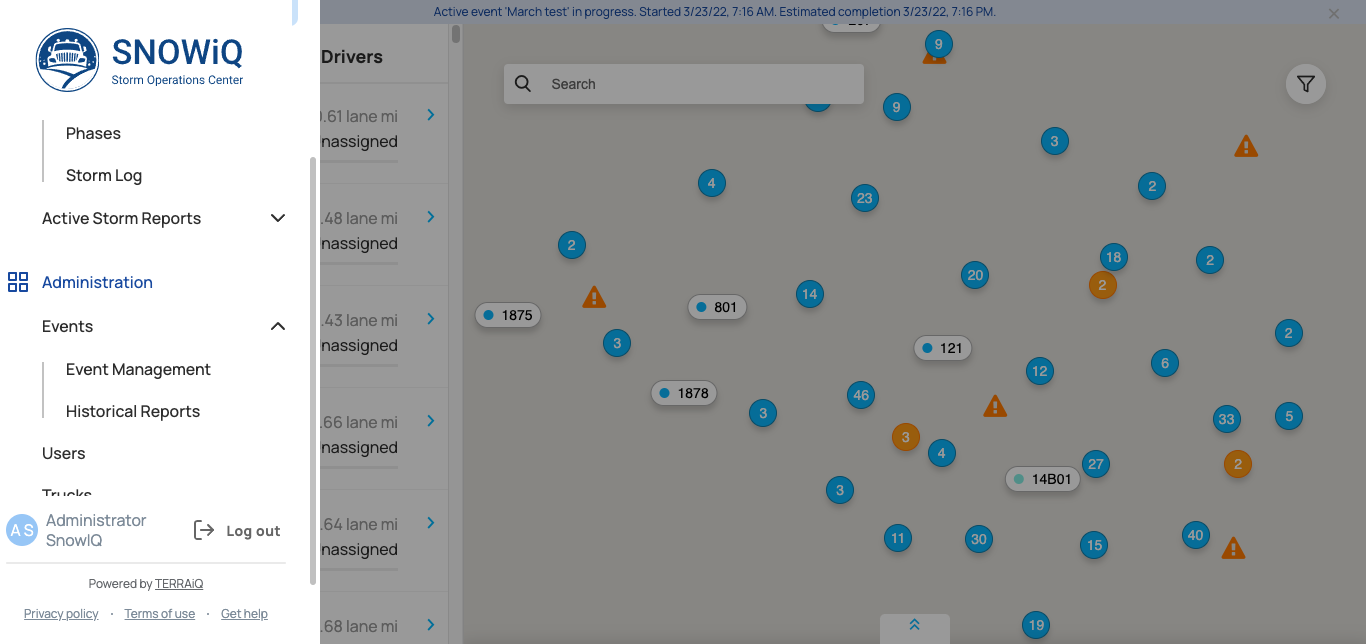 Active event 'March test' in progress. Started 3/23/22, 7:16 AM. Estimated completion 3/23/22, 7:16 PM.
SNOWiQ
Storm Operations Center
Phases
Storm Log
Active Storm Reports
Administration
Events
Event Management
Historical Reports
Users
Trucks
A S
Administrator
SnowIQ
Log out
Powered by TERRAiQ
Privacy policy · Terms of use · Get help
Drivers
.61 lane mi
nassigned
.48 lane mi
nassigned
.43 lane mi
nassigned
.66 lane mi
nassigned
.64 lane mi
nassigned
.68 lane mi
Search
9
9
3
4
23
2
2
18
2
20
2
14
801
1875
3
121
2
6
12
1878
46
3
33
5
3
4
27
2
14B01
3
11
30
15
40
19